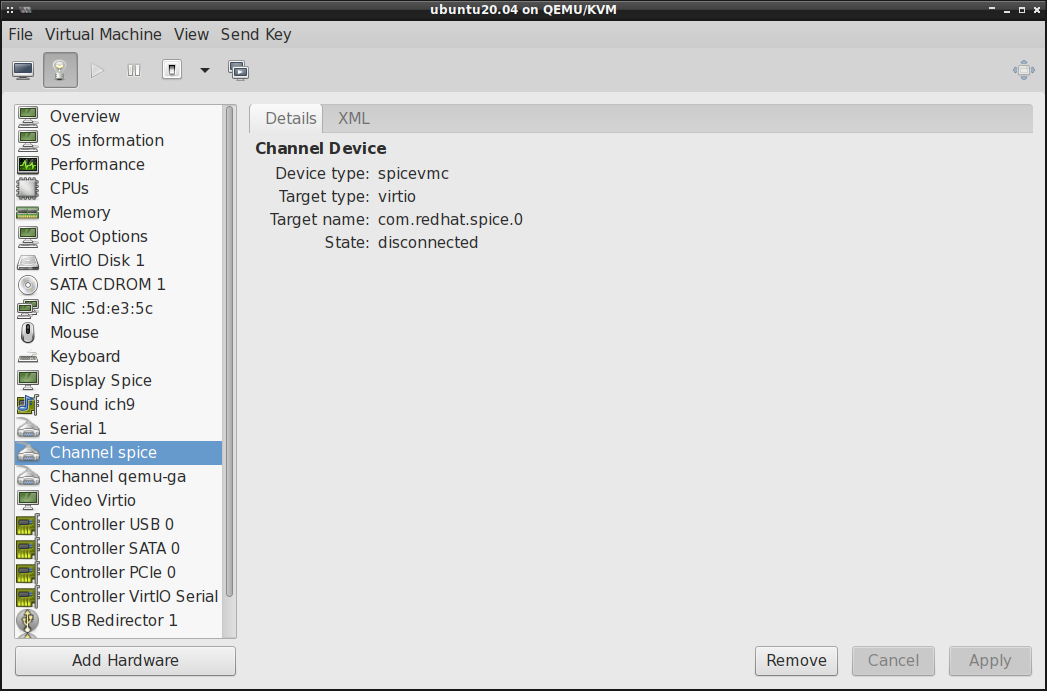 ubuntu20.04 on QEMU/KVM
File Virtual Machine View Send Key
Overview
OS information
Performance
CPUs
Memory
Boot Options
VirtIO Disk 1
SATA CDROM 1
NIC :5d:e3:5c
Mouse
Keyboard
Display Spice
Sound ich9
Serial 1
Channel spice
Channel qemu-ga
Video Virtio
Controller USB 0
Controller SATA 0
Controller PCIe 0
Controller VirtIO Serial
USB Redirector 1
Add Hardware
Details XML
Channel Device
Device type: spicevmc
Target type: virtio
Target name: com.redhat.spice.0
State: disconnected
Remove Cancel Apply